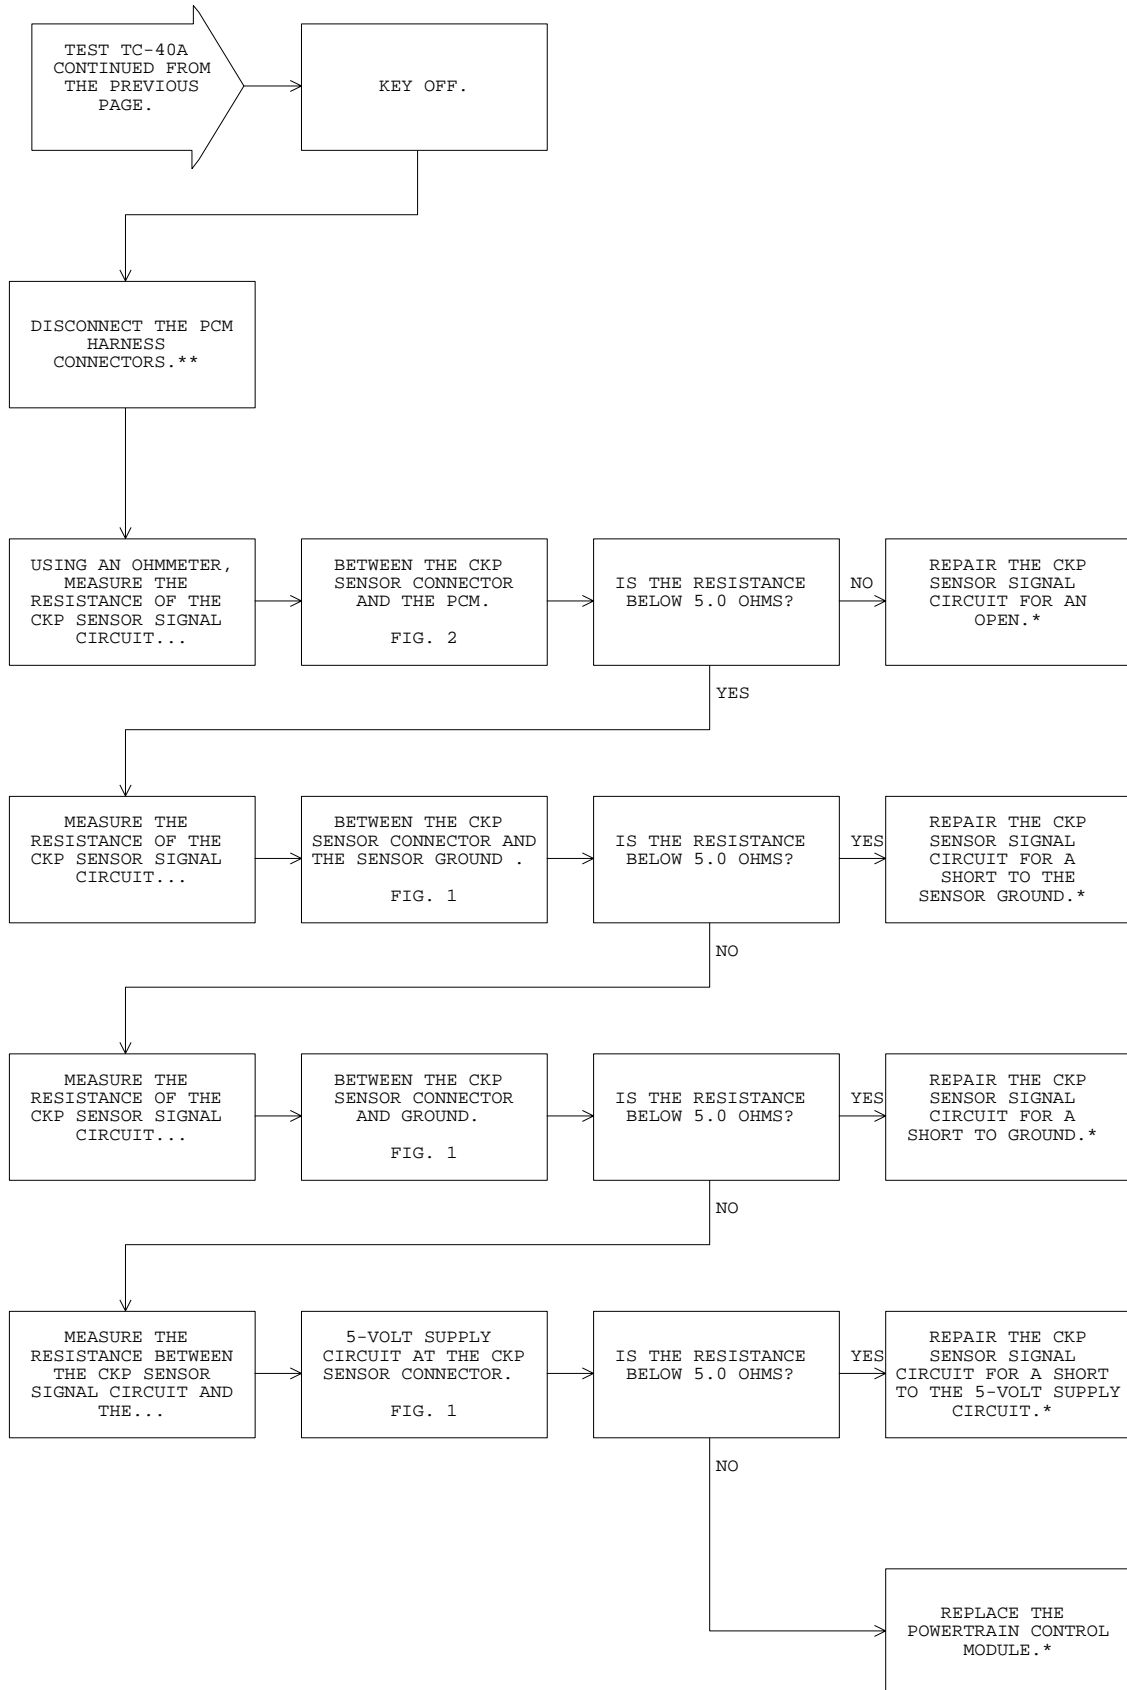 TEST TC-40A
CONTINUED FROM
THE PREVIOUS
PAGE.
KEY OFF.
DISCONNECT THE PCM
HARNESS
CONNECTORS.**
USING AN OHMMETER,
MEASURE THE
RESISTANCE OF THE
CKP SENSOR SIGNAL
CIRCUIT...
BETWEEN THE CKP
SENSOR CONNECTOR
AND THE PCM.
FIG. 2
IS THE RESISTANCE
BELOW 5.0 OHMS?
NO
REPAIR THE CKP
SENSOR SIGNAL
CIRCUIT FOR AN
OPEN.*
YES
MEASURE THE
RESISTANCE OF THE
CKP SENSOR SIGNAL
CIRCUIT...
BETWEEN THE CKP
SENSOR CONNECTOR AND
THE SENSOR GROUND .
FIG. 1
IS THE RESISTANCE
BELOW 5.0 OHMS?
YES
REPAIR THE CKP
SENSOR SIGNAL
CIRCUIT FOR A
SHORT TO THE
SENSOR GROUND.*
NO
MEASURE THE
RESISTANCE OF THE
CKP SENSOR SIGNAL
CIRCUIT...
BETWEEN THE CKP
SENSOR CONNECTOR
AND GROUND.
FIG. 1
IS THE RESISTANCE
BELOW 5.0 OHMS?
YES
REPAIR THE CKP
SENSOR SIGNAL
CIRCUIT FOR A
SHORT TO GROUND.*
NO
MEASURE THE
RESISTANCE BETWEEN
THE CKP SENSOR
SIGNAL CIRCUIT AND
THE...
5-VOLT SUPPLY
CIRCUIT AT THE CKP
SENSOR CONNECTOR.
FIG. 1
IS THE RESISTANCE
BELOW 5.0 OHMS?
YES
REPAIR THE CKP
SENSOR SIGNAL
CIRCUIT FOR A SHORT
TO THE 5-VOLT SUPPLY
CIRCUIT.*
NO
REPLACE THE
POWERTRAIN CONTROL
MODULE.*